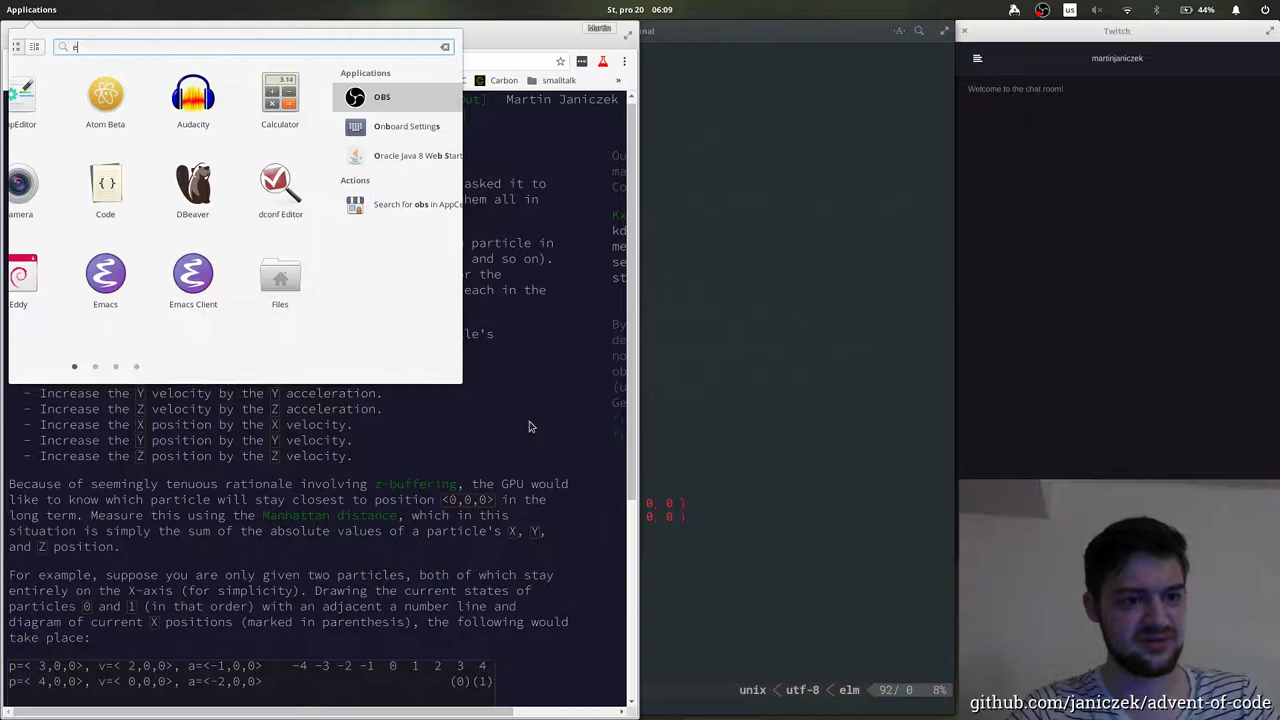 Applications
St, pro 20 06:09
us
44%
Martin
e
Applications
OBS
Onboard Settings
Oracle Java 8 Web Start
Actions
Search for obs in AppCe
Atom Beta
Audacity
Calculator
Code
DBeaver
dconf Editor
Eddy
Emacs
Emacs Client
Files
Carbon
smalltalk
»
Martin Janiczek
asked it to
them all in
particle in
and so on).
or the
each in the
le's
- Increase the Y velocity by the Y acceleration.
- Increase the Z velocity by the Z acceleration.
- Increase the X position by the X velocity.
- Increase the Y position by the Y velocity.
- Increase the Z position by the Z velocity.
Because of seemingly tenuous rationale involving z-buffering, the GPU would
like to know which particle will stay closest to position <0,0,0> in the
long term. Measure this using the Manhattan distance, which in this
situation is simply the sum of the absolute values of a particle's X, Y,
and Z position.
For example, suppose you are only given two particles, both of which stay
entirely on the X-axis (for simplicity). Drawing the current states of
particles 0 and 1 (in that order) with an adjacent a number line and
diagram of current X positions (marked in parenthesis), the following would
take place:
p=< 3,0,0>, v=< 2,0,0>, a=<-1,0,0> -4 -3 -2 -1 0 1 2 3 4
p=< 4,0,0>, v=< 0,0,0>, a=<-2,0,0> (0)(1)
0, 0 }
0, 0 )
unix < utf-8 < elm 92/ 0 8%
Twitch
martinjaniczek
Welcome to the chat room!
github.com/janiczek/advent-of-code